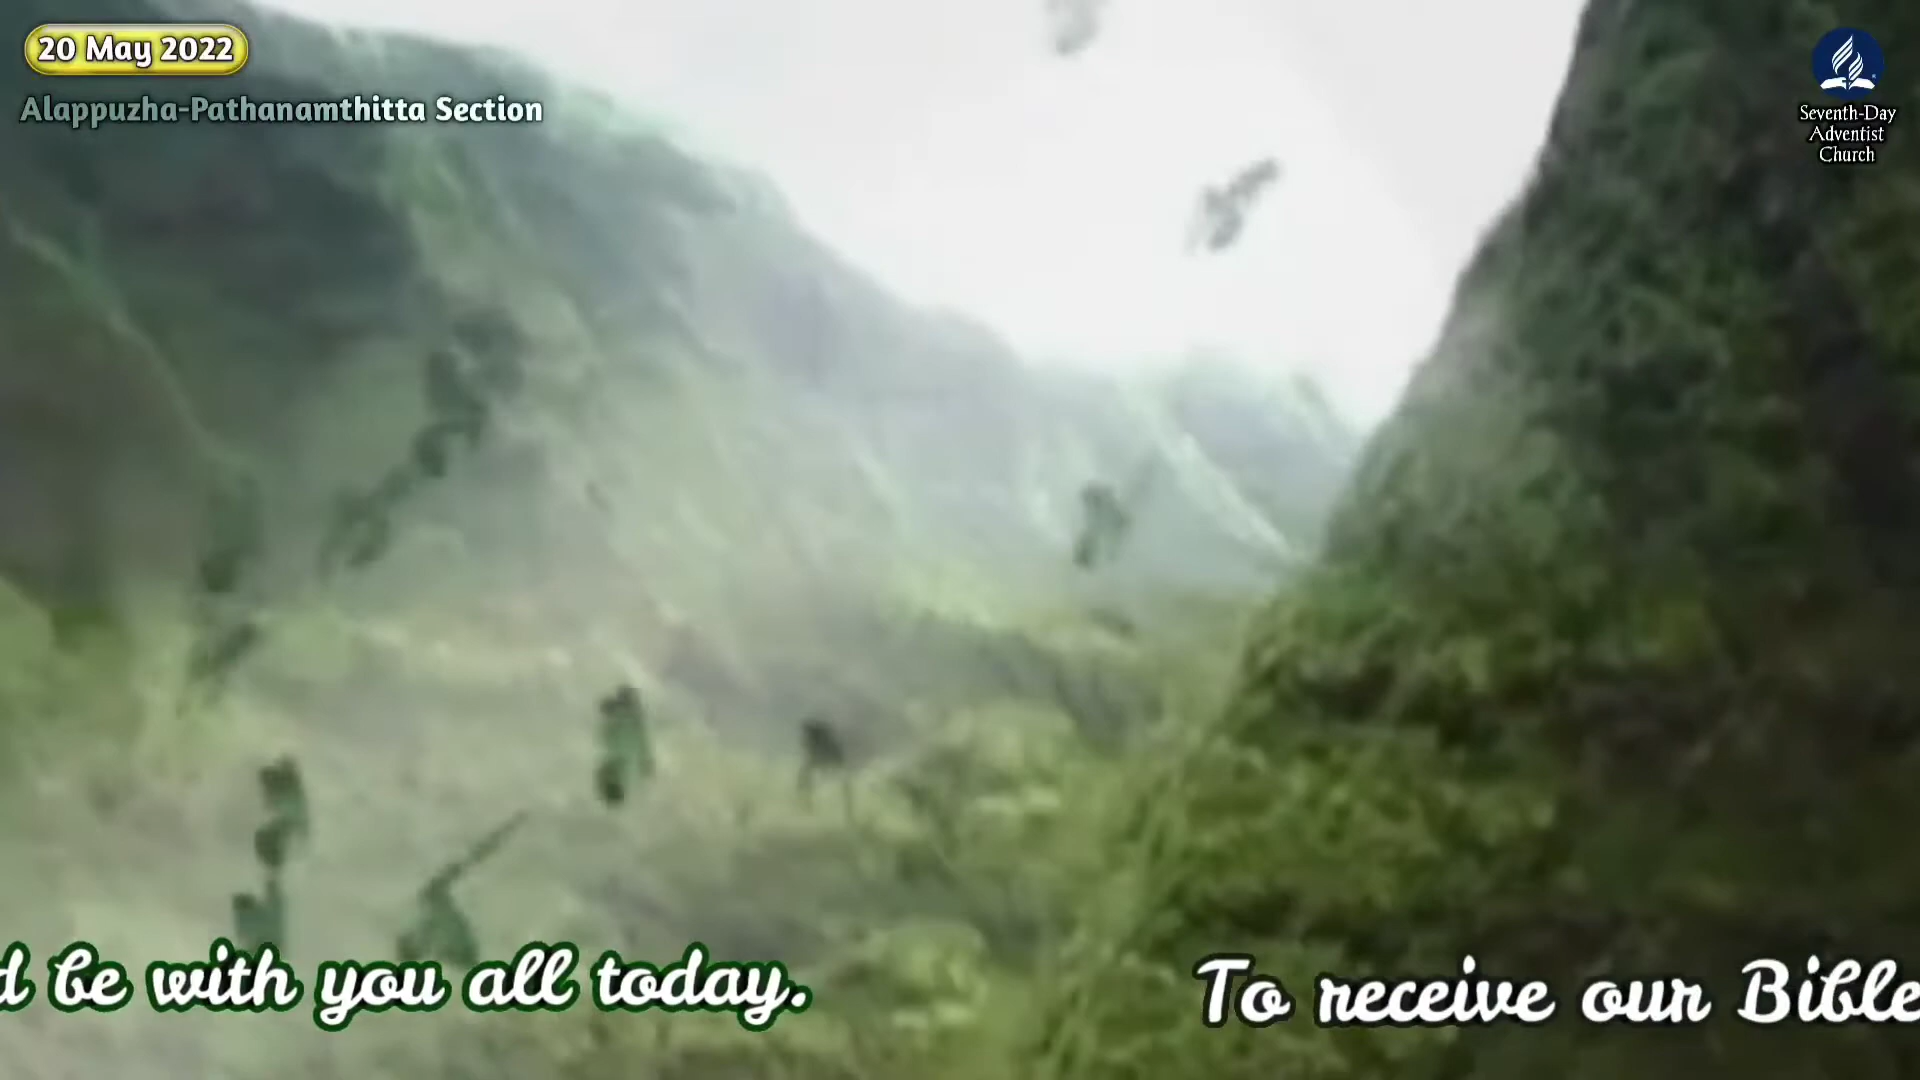 20 May 2022
Alappuzha-Pathanamthitta Section
Seventh-Day
Adventist
Church
be with you all today.
To receive our Bible